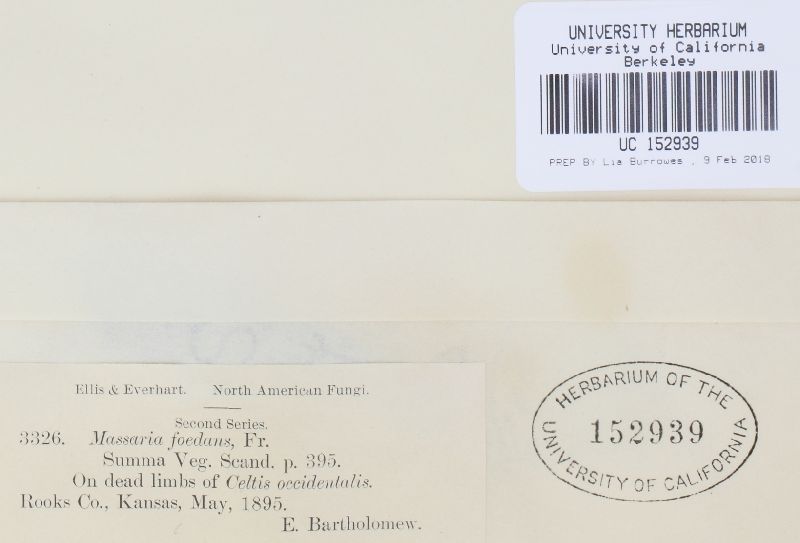 UNIVERSITY HERBARIUM
University of California
Berkeley
UC 152939
PREP BY Lia Burrowes , 9 Feb 2018
Ellis & Everhart. North American Fungi.
Second Series.
3326. Massaria foedans, Fr.
Summa Veg. Scand. p. 395.
On dead limbs of Celtis occidentalis.
Rooks Co., Kansas, May, 1895.
E. Bartholomew.
HERBARIUM OF THE
152939
UNIVERSITY OF CALIFORNIA